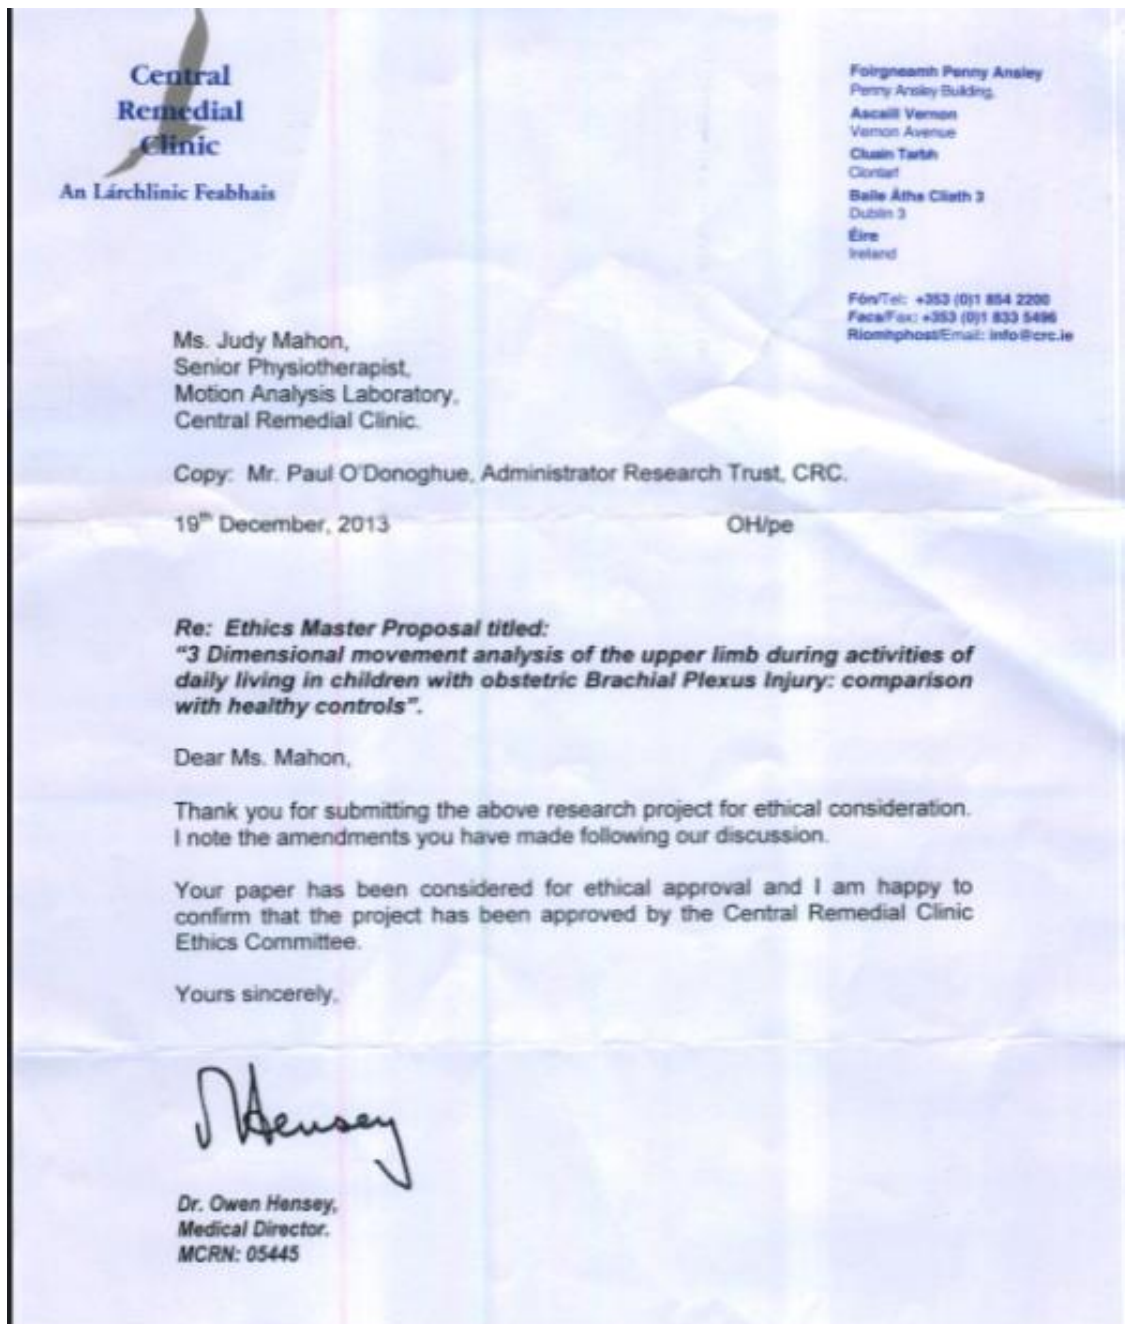 Central
Remedial
Clinic
An Lárchlinic Feabhais
Foirgneamh Penny Ansley
Penny Ansley Building,
Ascaill Vernon
Vernon Avenue
Cluain Tarbh
Clontarf
Baile Átha Cliath 3
Dublin 3
Éire
Ireland
Fón/Tel: +353 (0)1 854 2200
Facs/Fax: +353 (0)1 833 5496
Ríomhphost/Email: info@crc.ie
Ms. Judy Mahon,
Senior Physiotherapist,
Motion Analysis Laboratory,
Central Remedial Clinic.
Copy: Mr. Paul O'Donoghue, Administrator Research Trust, CRC.
19th December, 2013 OH/pe
Re: Ethics Master Proposal titled:
"3 Dimensional movement analysis of the upper limb during activities of
daily living in children with obstetric Brachial Plexus Injury: comparison
with healthy controls".
Dear Ms. Mahon,
Thank you for submitting the above research project for ethical consideration.
I note the amendments you have made following our discussion.
Your paper has been considered for ethical approval and I am happy to
confirm that the project has been approved by the Central Remedial Clinic
Ethics Committee.
Yours sincerely,
Hensey
Dr. Owen Hensey,
Medical Director.
MCRN: 05445